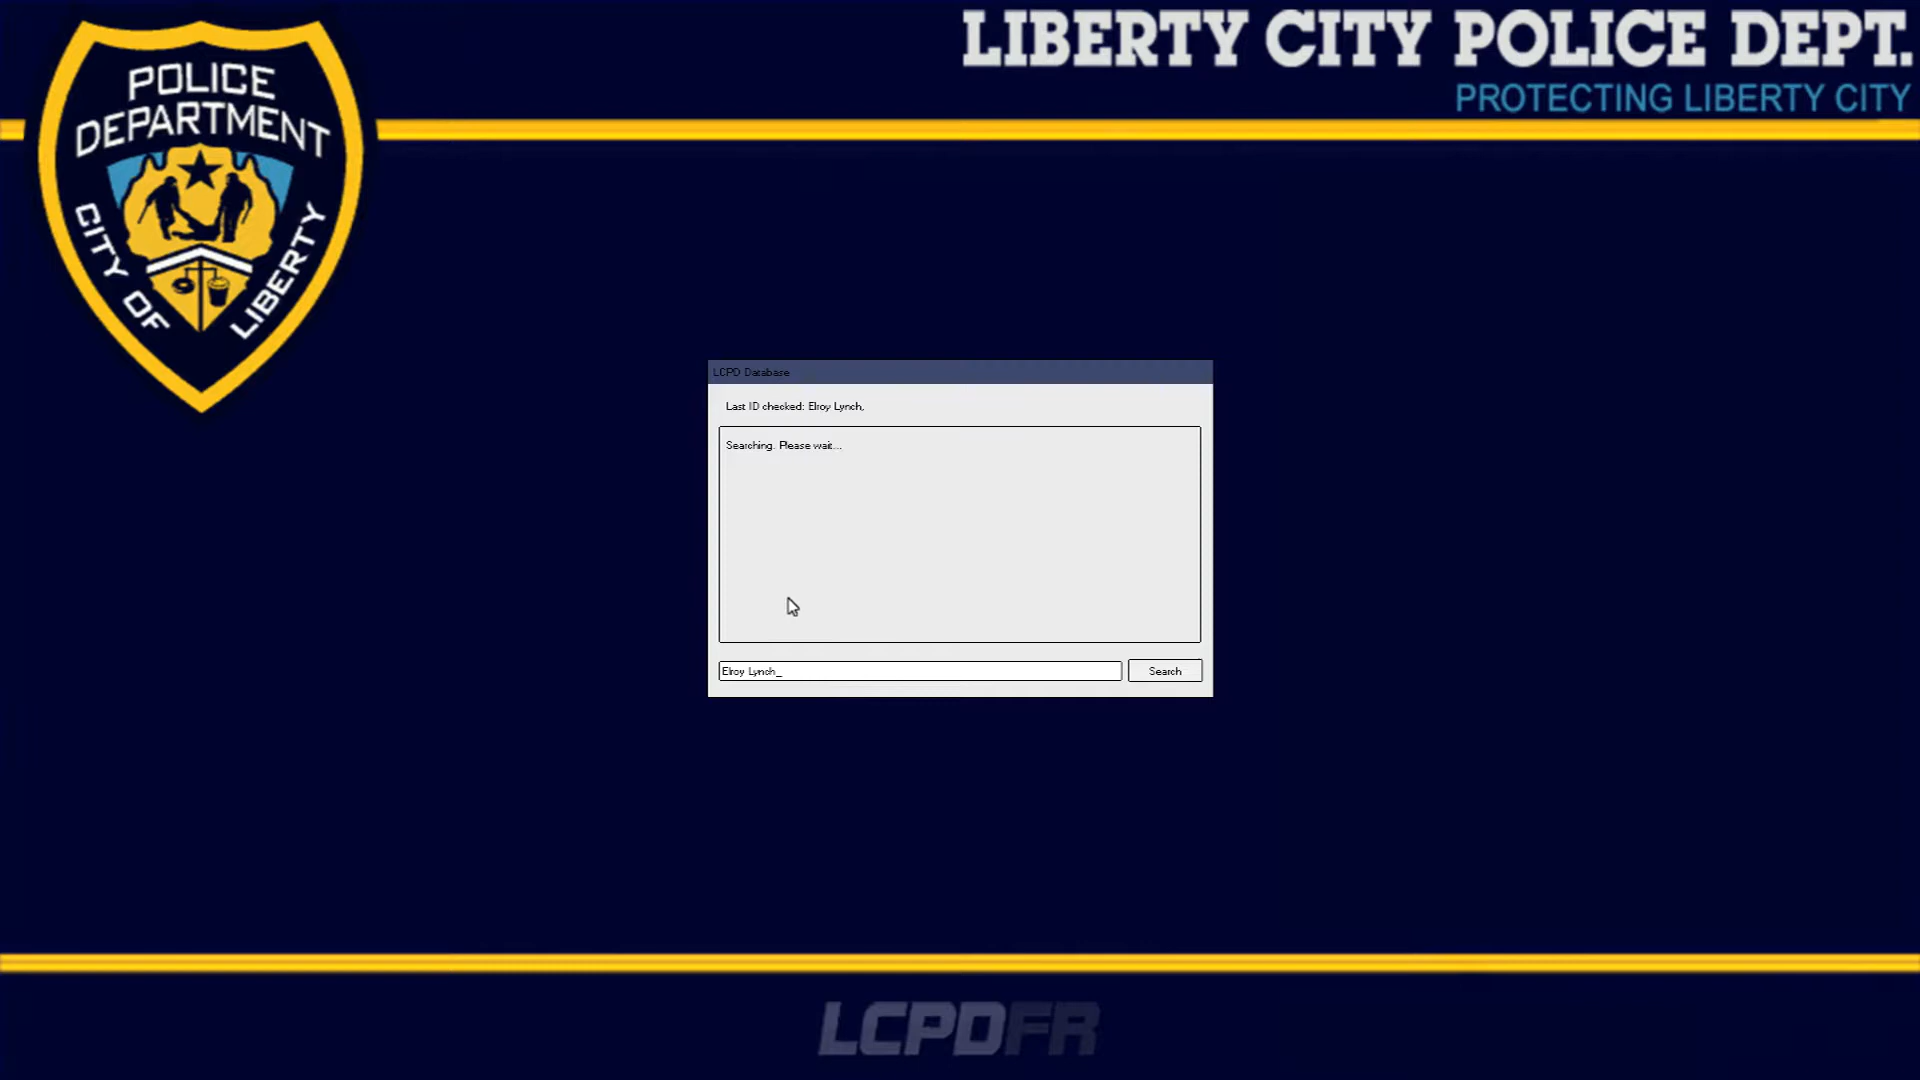 LIBERTY CITY POLICE DEPT.
PROTECTING LIBERTY CITY
POLICE
DEPARTMENT
CITY OF
LIBERTY
LCPD Database
Last ID checked: Elroy Lynch,
Searching. Please wait...
Elroy Lynch_
Search
LCPDFR